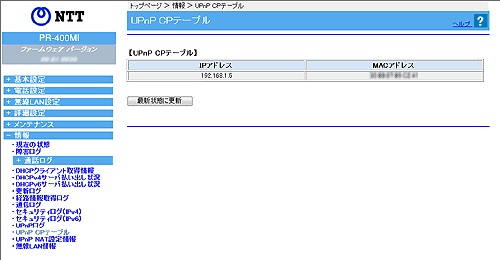 トップページ > 情報 > UPnP CPテーブル
NTT
UPnP CPテーブル
ヘルプ ?
PR-400MI
ファームウェア バージョン
【UPnP CPテーブル】
IPアドレス MACアドレス
192.168.1.5
最新状態に更新
+ 基本設定
+ 電話設定
+ 無線LAN設定
+ 詳細設定
+ メンテナンス
- 情報
・現在の状態
・障害ログ
+ 通話ログ
・DHCPクライアント取得情報
・DHCPv4サーバ払い出し状況
・DHCPv6サーバ払い出し状況
・更新ログ
・経路情報取得ログ
・通信ログ
・セキュリティログ(IPv4)
・セキュリティログ(IPv6)
・UPnPログ
・UPnP CPテーブル
・UPnP NAT設定情報
・無線LAN情報